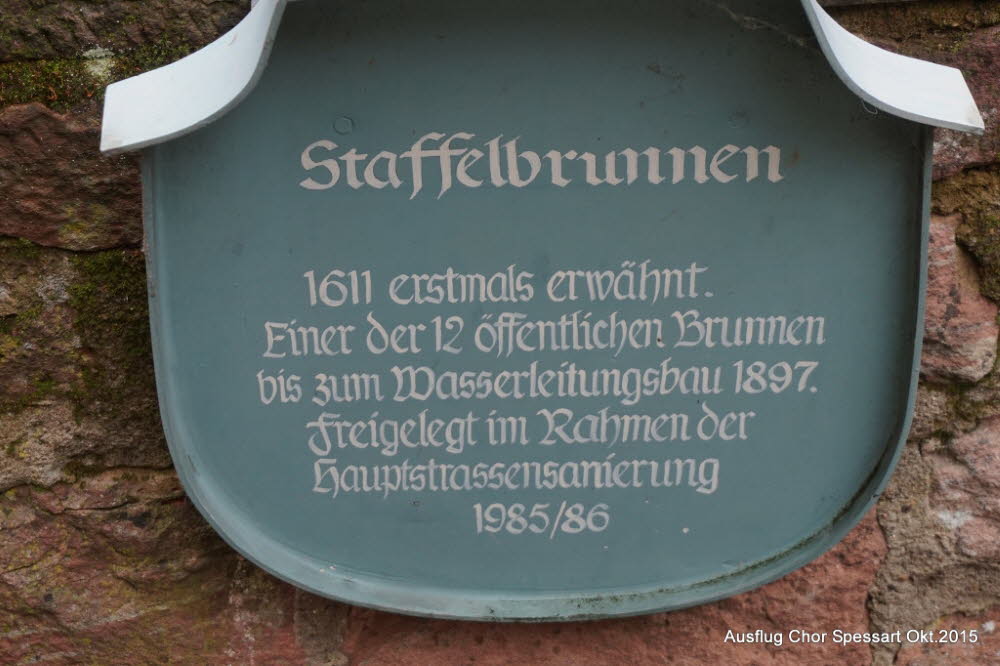 Staffelbrunnen
1611 erstmals erwähnt.
Einer der 12 öffentlichen Brunnen
bis zum Wasserleitungsbau 1897.
Freigelegt im Rahmen der
Hauptstrassensanierung
1985/86
Ausflug Chor Spessart Okt.2015